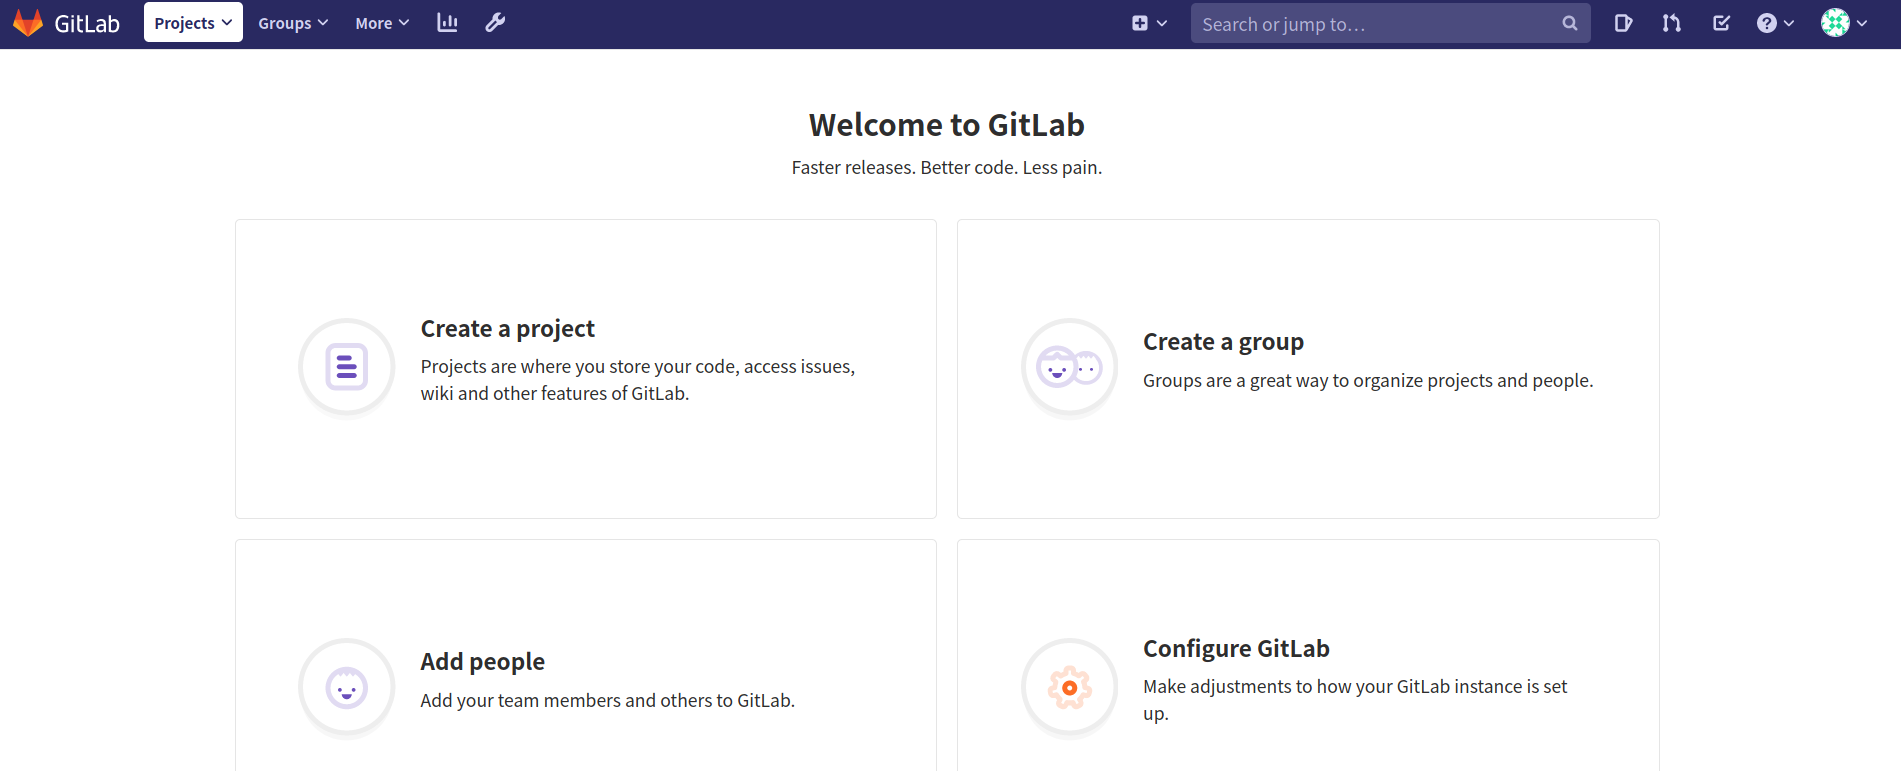 GitLab Projects Groups More Search or jump to...
Welcome to GitLab
Faster releases. Better code. Less pain.
Create a project
Projects are where you store your code, access issues,
wiki and other features of GitLab.
Create a group
Groups are a great way to organize projects and people.
Add people
Add your team members and others to GitLab.
Configure GitLab
Make adjustments to how your GitLab instance is set
up.